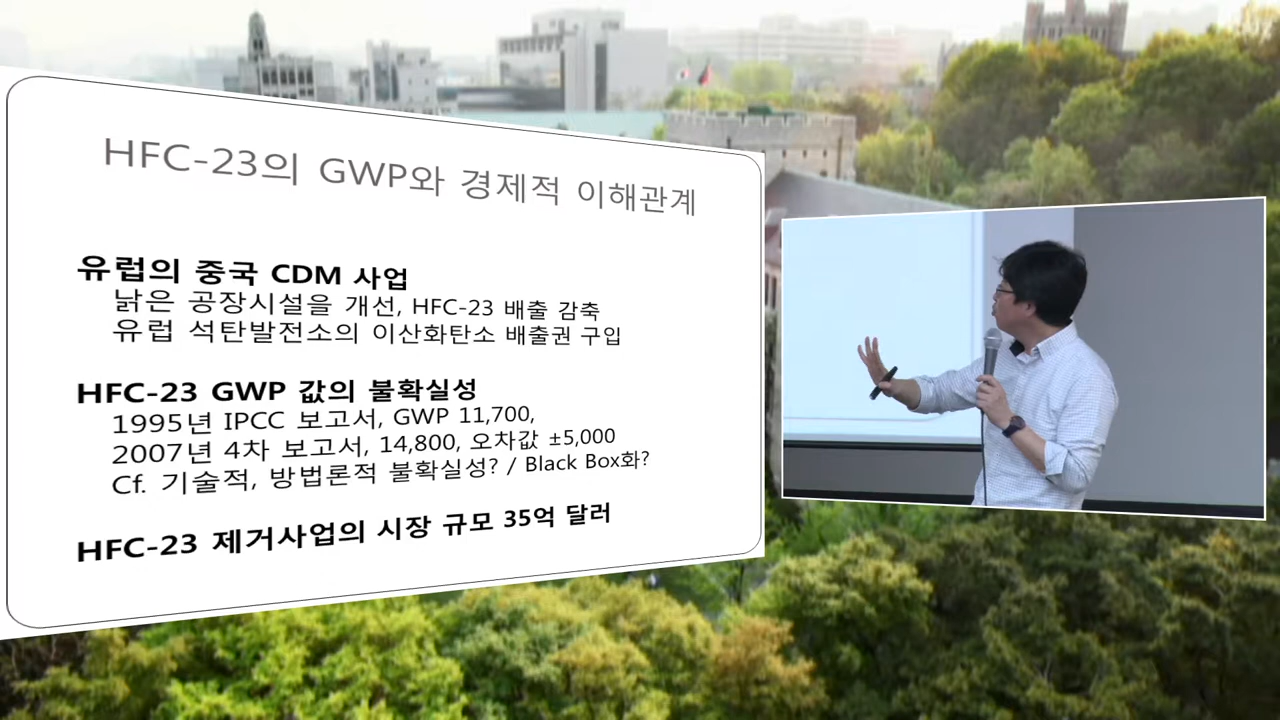 HFC-23의 GWP와 경제적 이해관계
유럽의 중국 CDM 사업
낡은 공장시설을 개선, HFC-23 배출 감축
유럽 석탄발전소의 이산화탄소 배출권 구입
HFC-23 GWP 값의 불확실성
1995년 IPCC 보고서, GWP 11,700,
2007년 4차 보고서, 14,800, 오차값 ±5,000
Cf. 기술적, 방법론적 불확실성? / Black Box화?
HFC-23 제거사업의 시장 규모 35억 달러